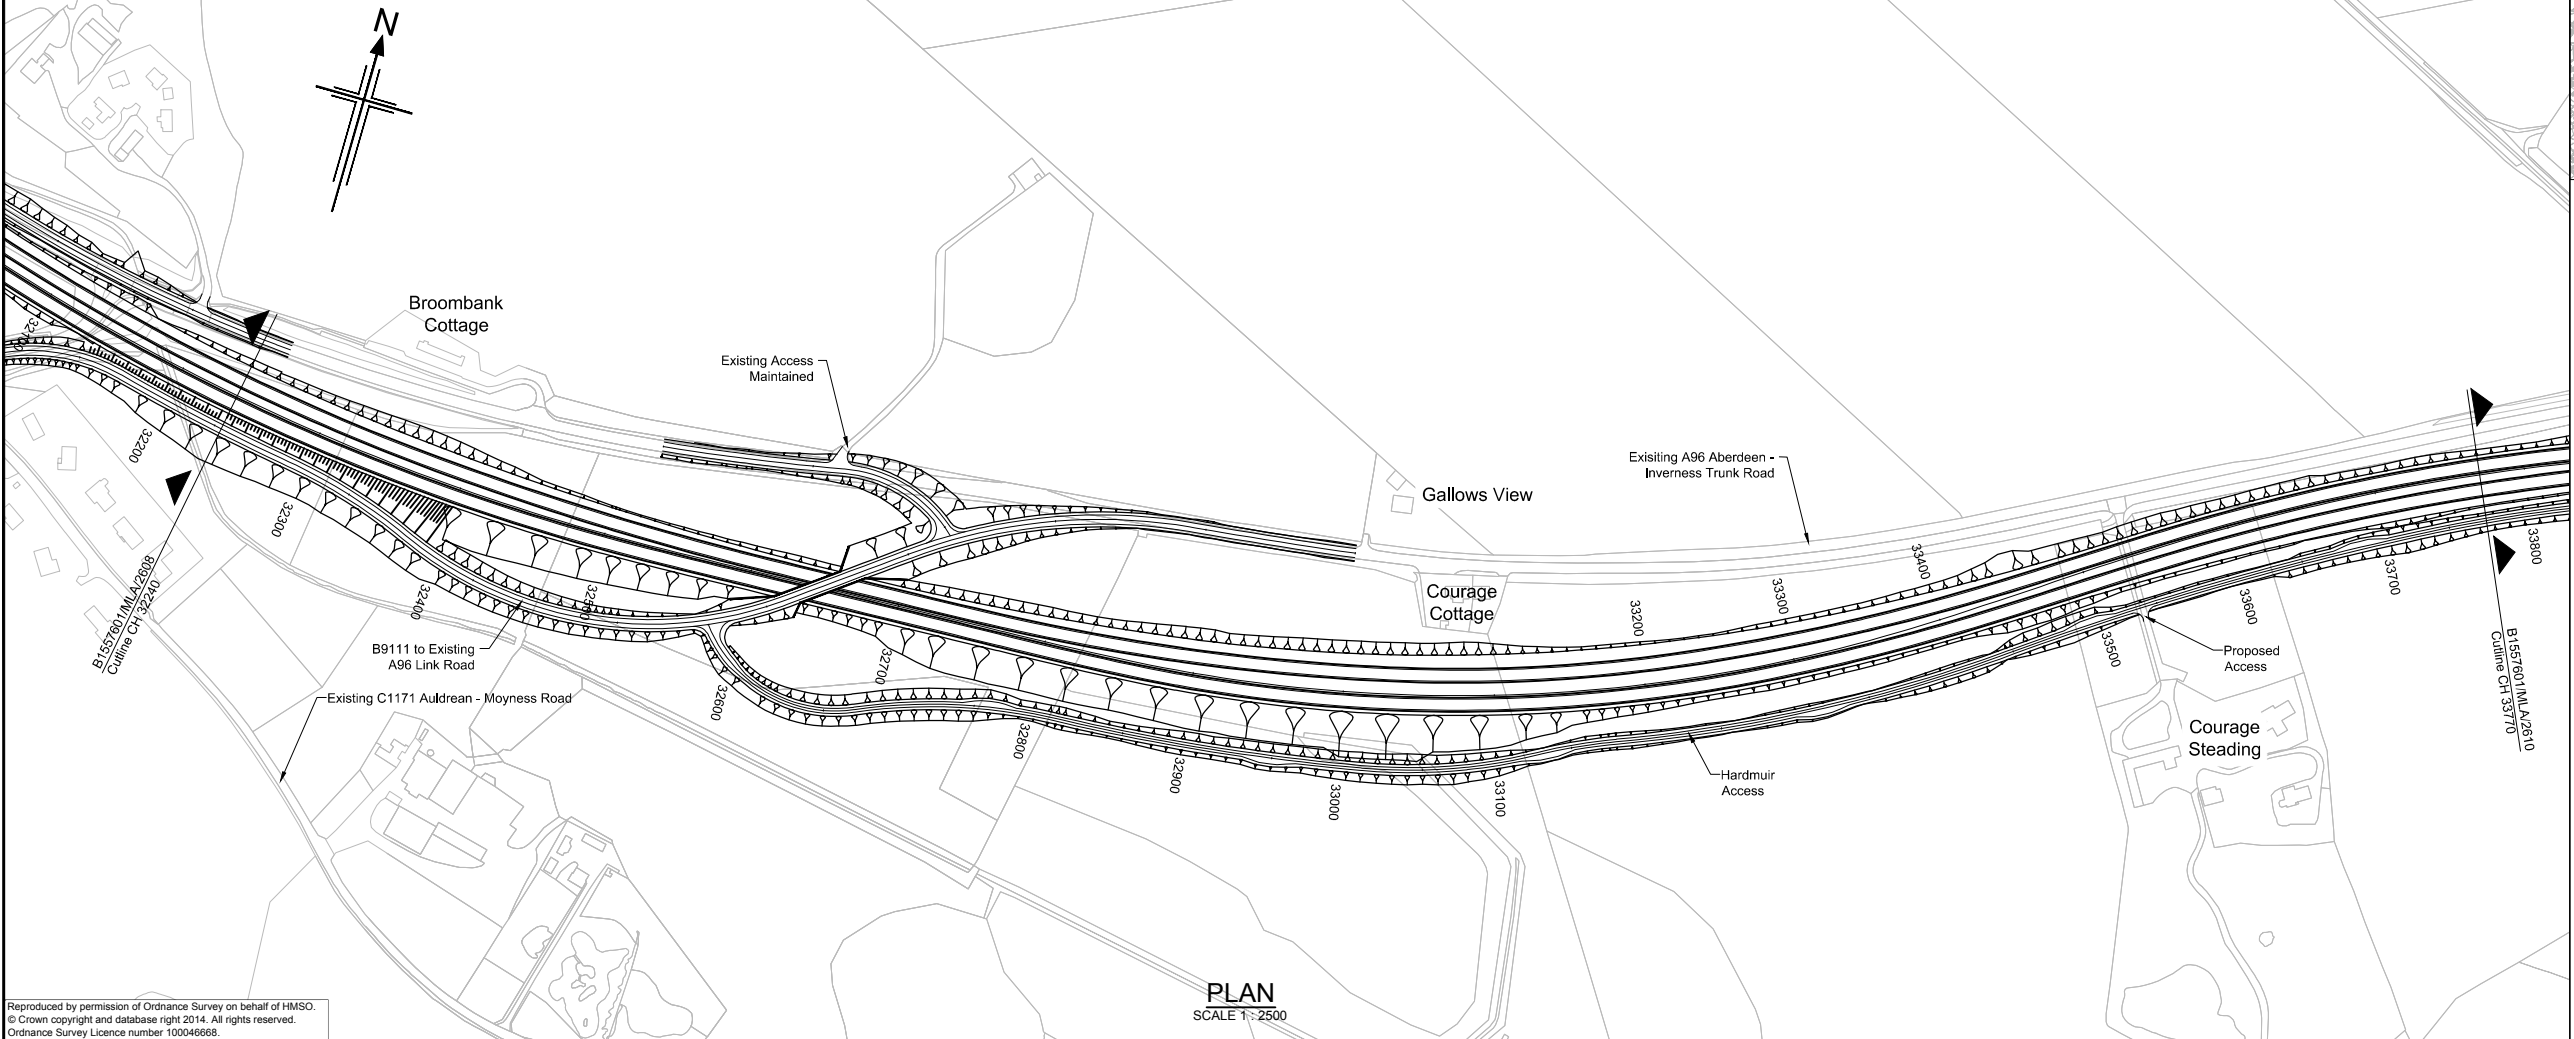 N
Broombank
Cottage
Existing Access
Maintained
Gallows View
Exisiting A96 Aberdeen -
Inverness Trunk Road
Courage
Cottage
B9111 to Existing
A96 Link Road
Existing C1171 Auldrean - Moyness Road
Proposed
Access
Courage
Steading
Hardmuir
Access
32200
32300
32400
32500
32600
32700
32800
32900
33000
33100
33200
33300
33400
33500
33600
33700
33800
B1557601/MLA/2608
Cutline CH 32240
B1557601/MLA/2610
Cutline CH 33770
PLAN
SCALE 1 : 2500
Reproduced by permission of Ordnance Survey on behalf of HMSO.
© Crown copyright and database right 2014. All rights reserved.
Ordnance Survey Licence number 100046668.